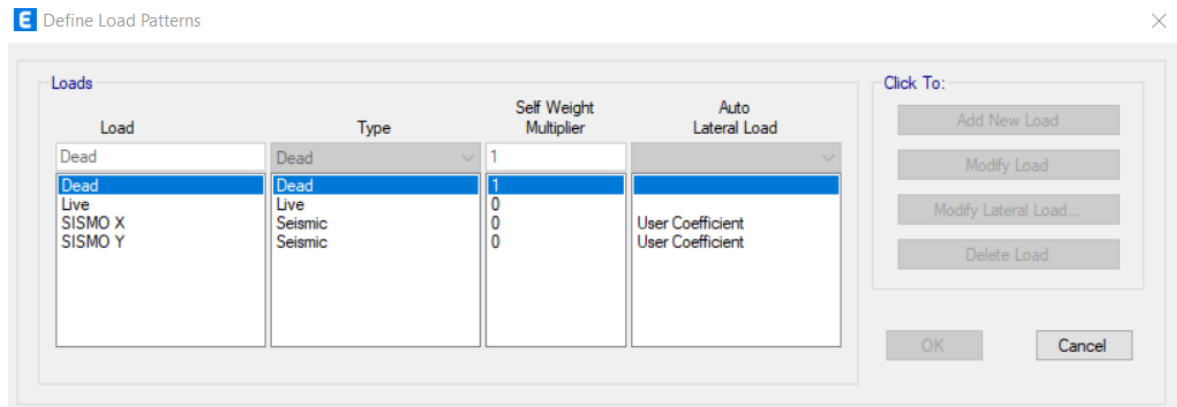 E Define Load Patterns
Loads
Click To:
Load Type Self Weight Multiplier Auto Lateral Load
Dead Dead 1
Dead Dead 1
Live Live 0
SISMO X Seismic 0 User Coefficient
SISMO Y Seismic 0 User Coefficient
Add New Load
Modify Load
Modify Lateral Load...
Delete Load
OK Cancel